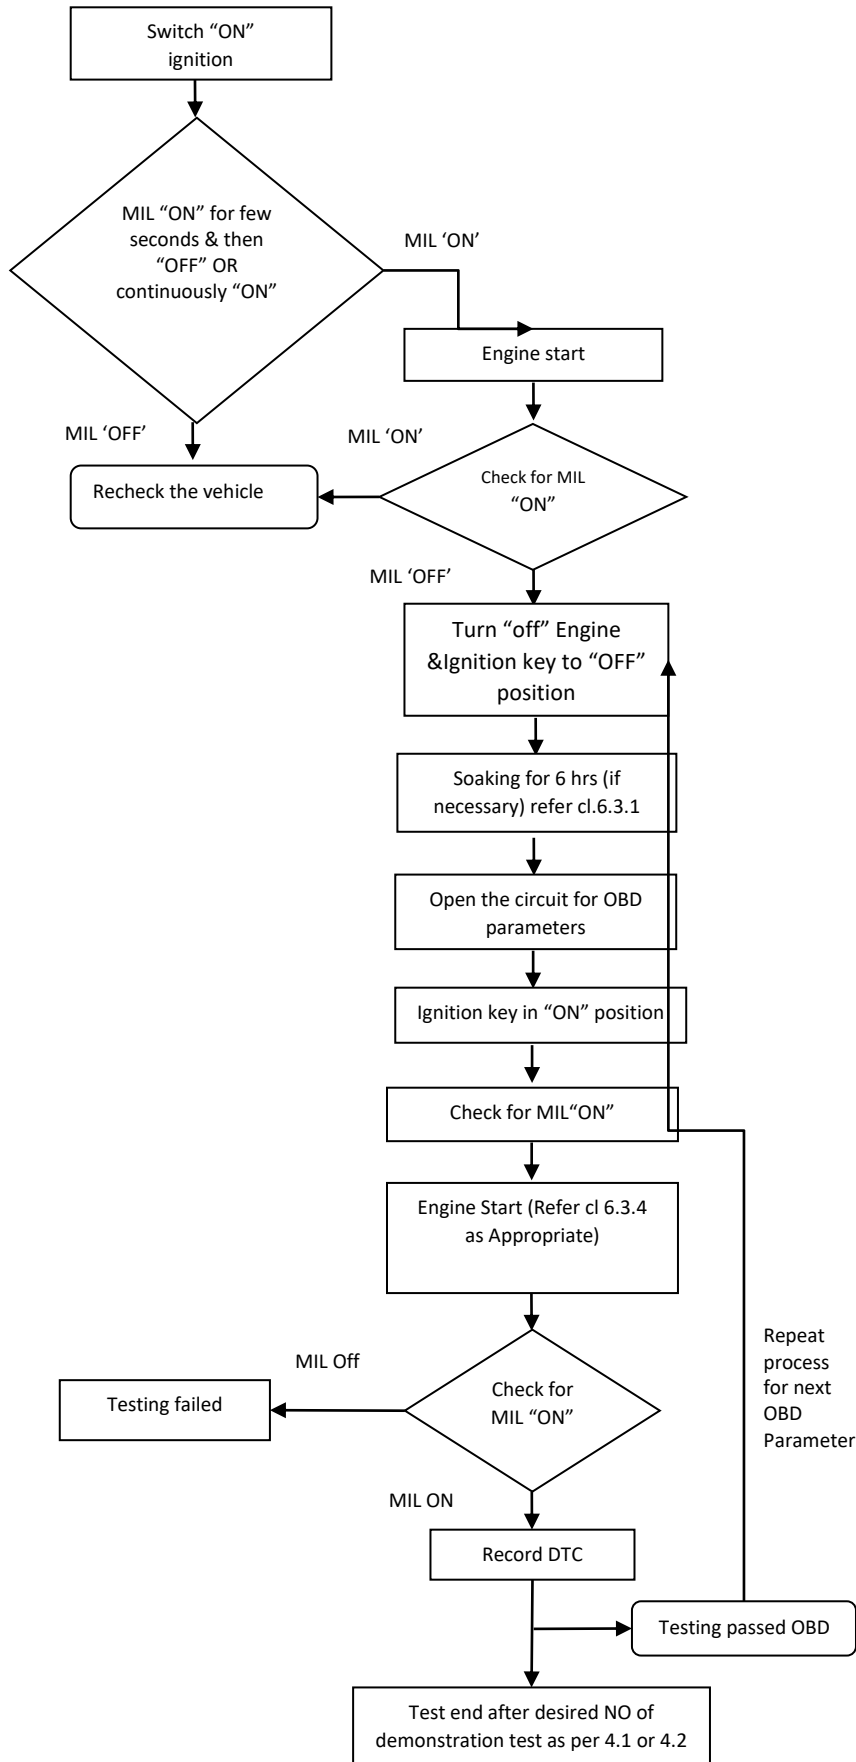 Switch “ON”
ignition
MIL “ON” for few
seconds & then
“OFF” OR
continuously “ON”
MIL ‘ON’
Engine start
MIL ‘OFF’
MIL ‘ON’
Recheck the vehicle
Check for MIL
“ON”
MIL ‘OFF’
Turn “off” Engine
&Ignition key to “OFF”
position
Soaking for 6 hrs (if
necessary) refer cl.6.3.1
Open the circuit for OBD
parameters
Ignition key in “ON” position
Check for MIL“ON”
Engine Start (Refer cl 6.3.4
as Appropriate)
Repeat
process
for next
OBD
Parameter
MIL Off
Check for
MIL “ON”
Testing failed
MIL ON
Record DTC
Testing passed OBD
Test end after desired NO of
demonstration test as per 4.1 or 4.2